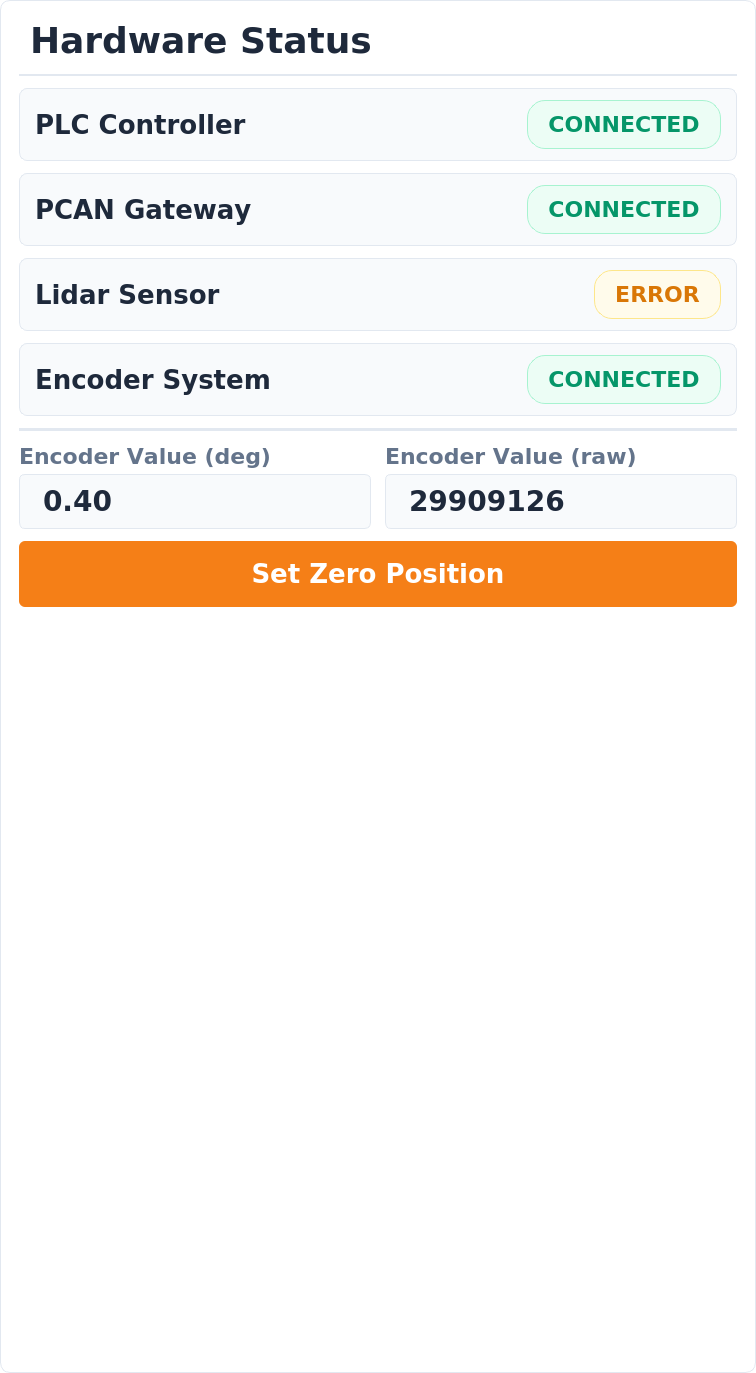 Hardware Status
PLC Controller CONNECTED
PCAN Gateway CONNECTED
Lidar Sensor ERROR
Encoder System CONNECTED
Encoder Value (deg) Encoder Value (raw)
0.40 29909126
Set Zero Position